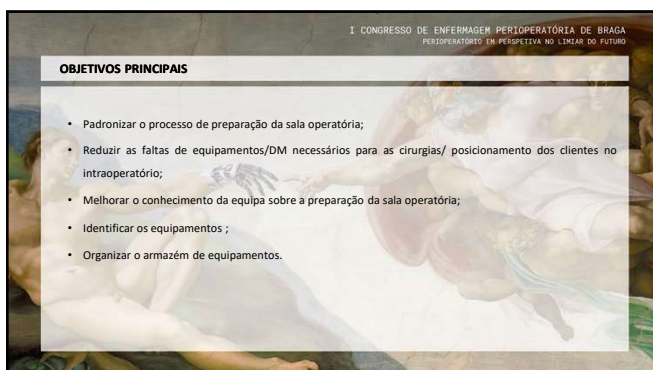 I CONGRESSO DE ENFERMAGEM PERIOPERATÓRIA DE BRAGA
PERIOPERATÓRIO EM PERSPETIVA NO LIMIAR DO FUTURO
OBJETIVOS PRINCIPAIS
• Padronizar o processo de preparação da sala operatória;
• Reduzir as faltas de equipamentos/DM necessários para as cirurgias/ posicionamento dos clientes no
intraoperatório;
• Melhorar o conhecimento da equipa sobre a preparação da sala operatória;
• Identificar os equipamentos ;
• Organizar o armazém de equipamentos.